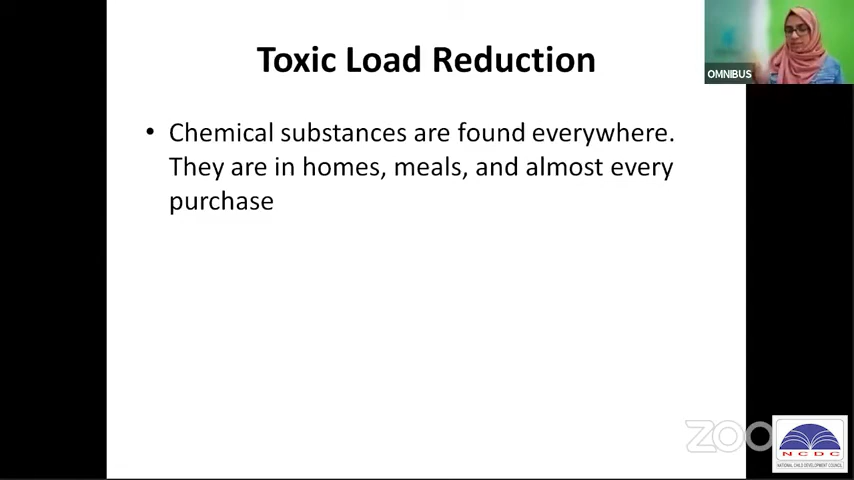 OMNIBUS
Toxic Load Reduction
• Chemical substances are found everywhere.
They are in homes, meals, and almost every
purchase
ZOO
NCDC
NATIONAL CHILD DEVELOPMENT COUNCIL